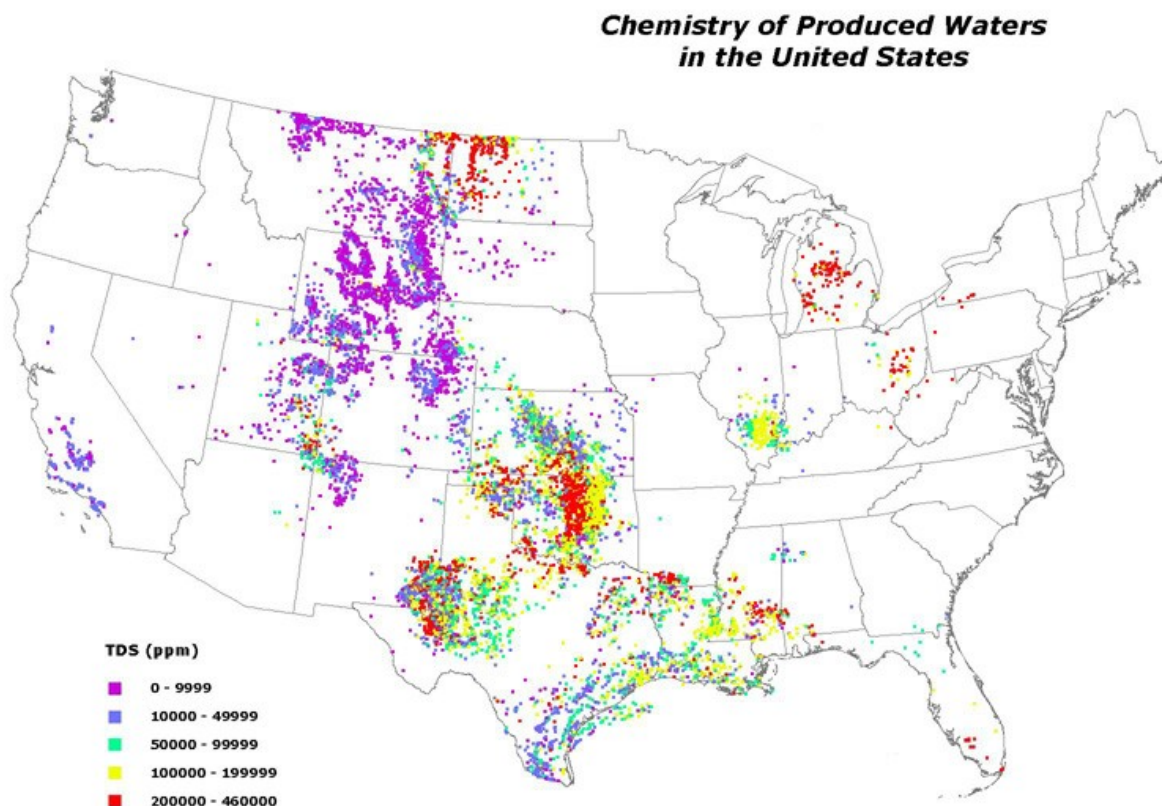 Chemistry of Produced Waters
in the United States
TDS (ppm)
0 - 9999
10000 - 49999
50000 - 99999
100000 - 199999
200000 - 460000